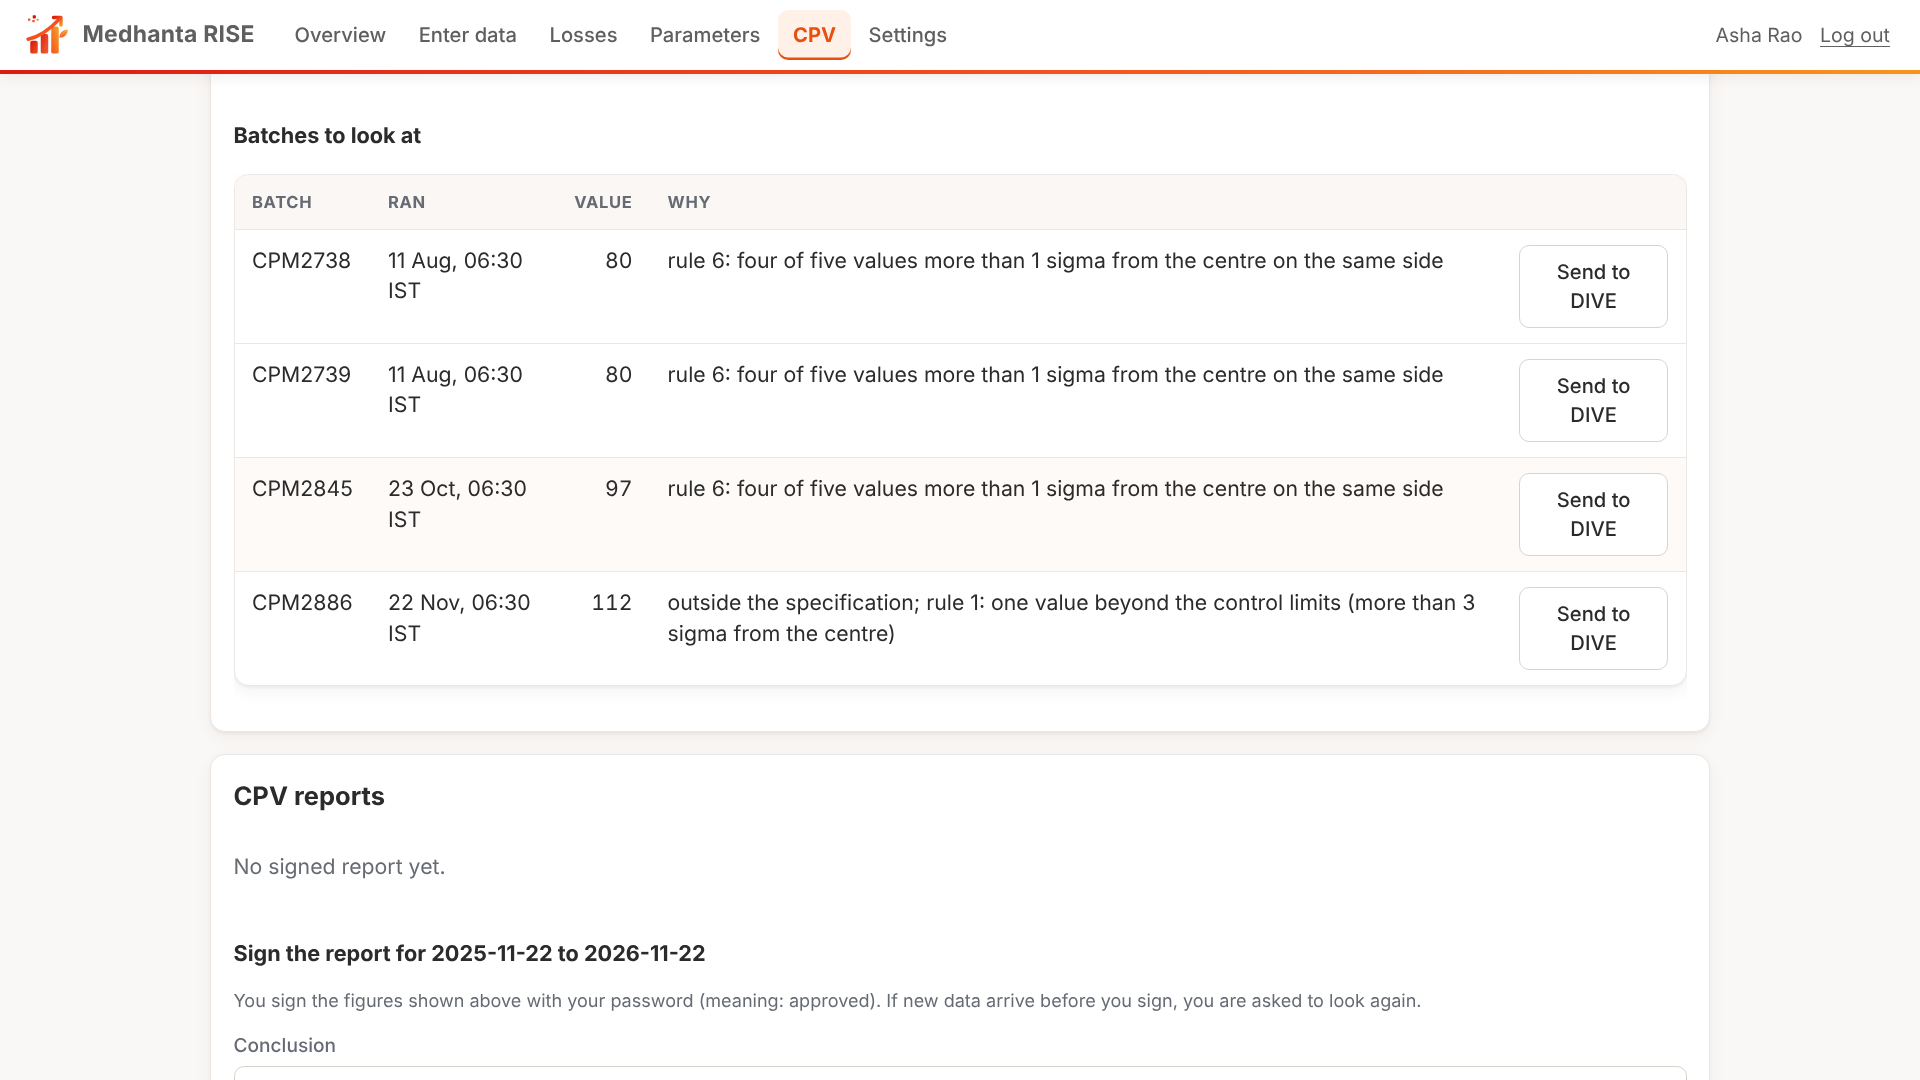 Medhanta RISE Overview Enter data Losses Parameters CPV Settings Asha Rao Log out
Batches to look at
BATCH RAN VALUE WHY
CPM2738 11 Aug, 06:30 80 rule 6: four of five values more than 1 sigma from the centre on the same side Send to
IST DIVE
CPM2739 11 Aug, 06:30 80 rule 6: four of five values more than 1 sigma from the centre on the same side Send to
IST DIVE
CPM2845 23 Oct, 06:30 97 rule 6: four of five values more than 1 sigma from the centre on the same side Send to
IST DIVE
CPM2886 22 Nov, 06:30 112 outside the specification; rule 1: one value beyond the control limits (more than 3 Send to
IST sigma from the centre) DIVE
CPV reports
No signed report yet.
Sign the report for 2025-11-22 to 2026-11-22
You sign the figures shown above with your password (meaning: approved). If new data arrive before you sign, you are asked to look again.
Conclusion